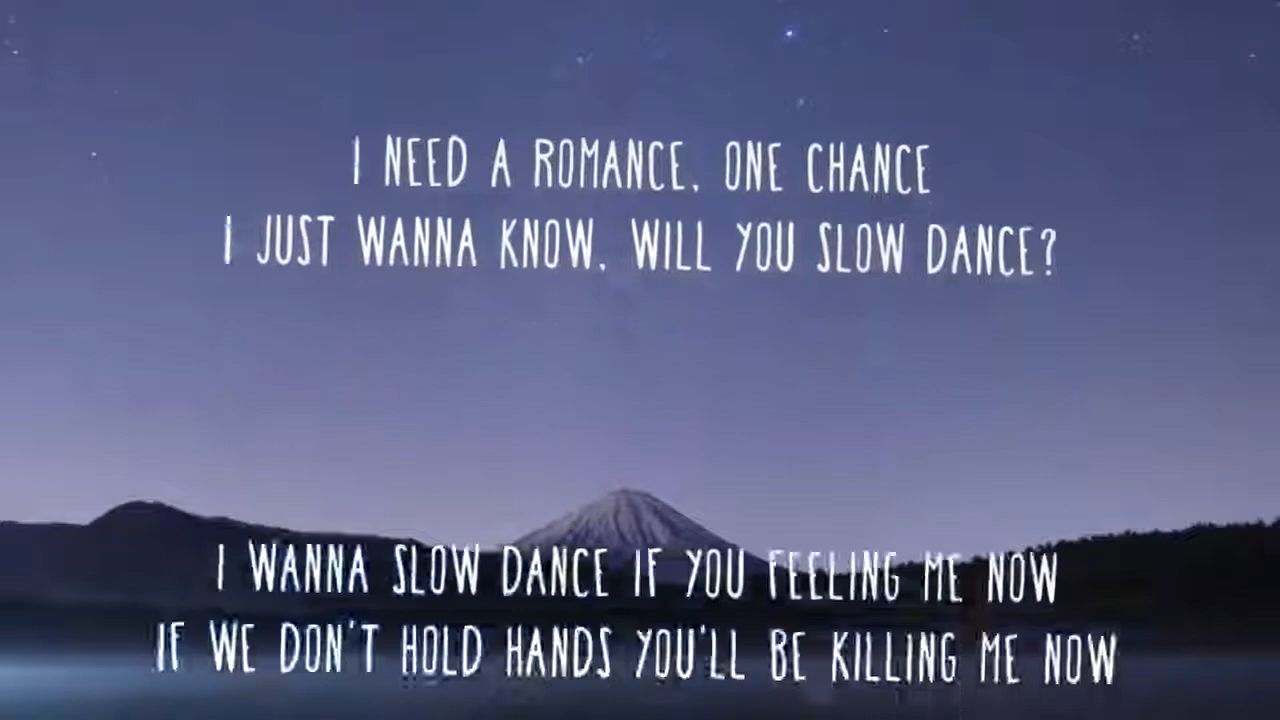 I NEED A ROMANCE, ONE CHANCE
I JUST WANNA KNOW, WILL YOU SLOW DANCE?
I WANNA SLOW DANCE IF YOU FEELING ME NOW
IF WE DON'T HOLD HANDS YOU'LL BE KILLING ME NOW